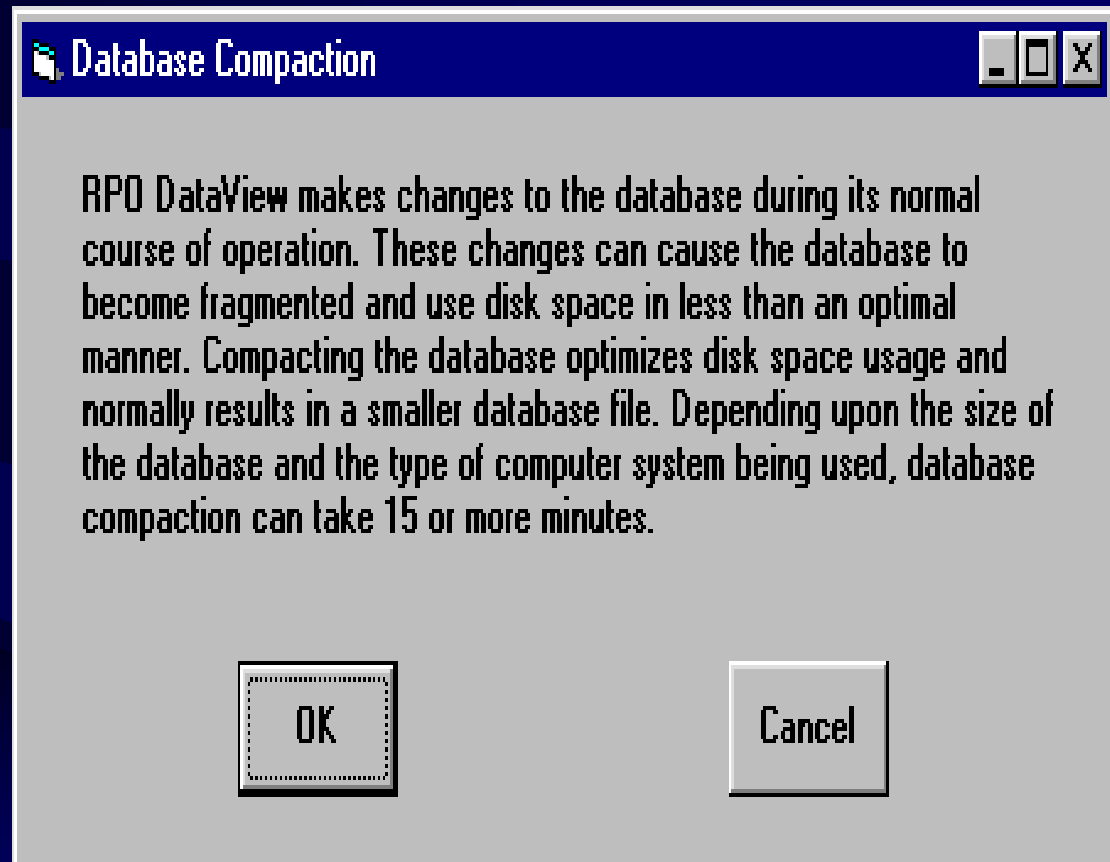 Database Compaction
RPO DataView makes changes to the database during its normal
course of operation. These changes can cause the database to
become fragmented and use disk space in less than an optimal
manner. Compacting the database optimizes disk space usage and
normally results in a smaller database file. Depending upon the size of
the database and the type of computer system being used, database
compaction can take 15 or more minutes.
OK
Cancel